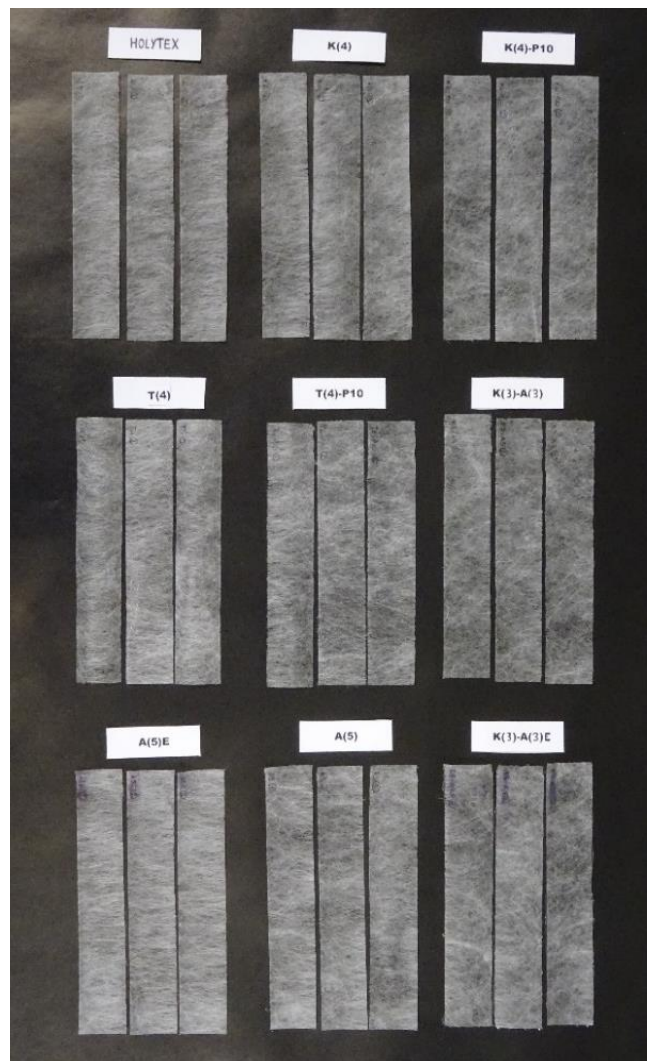 HOLYTEX
K(4)
K(4)-P10
T(4)
T(4)-P10
K(3)-A(3)
A(5)E
A(5)
K(3)-A(3)E